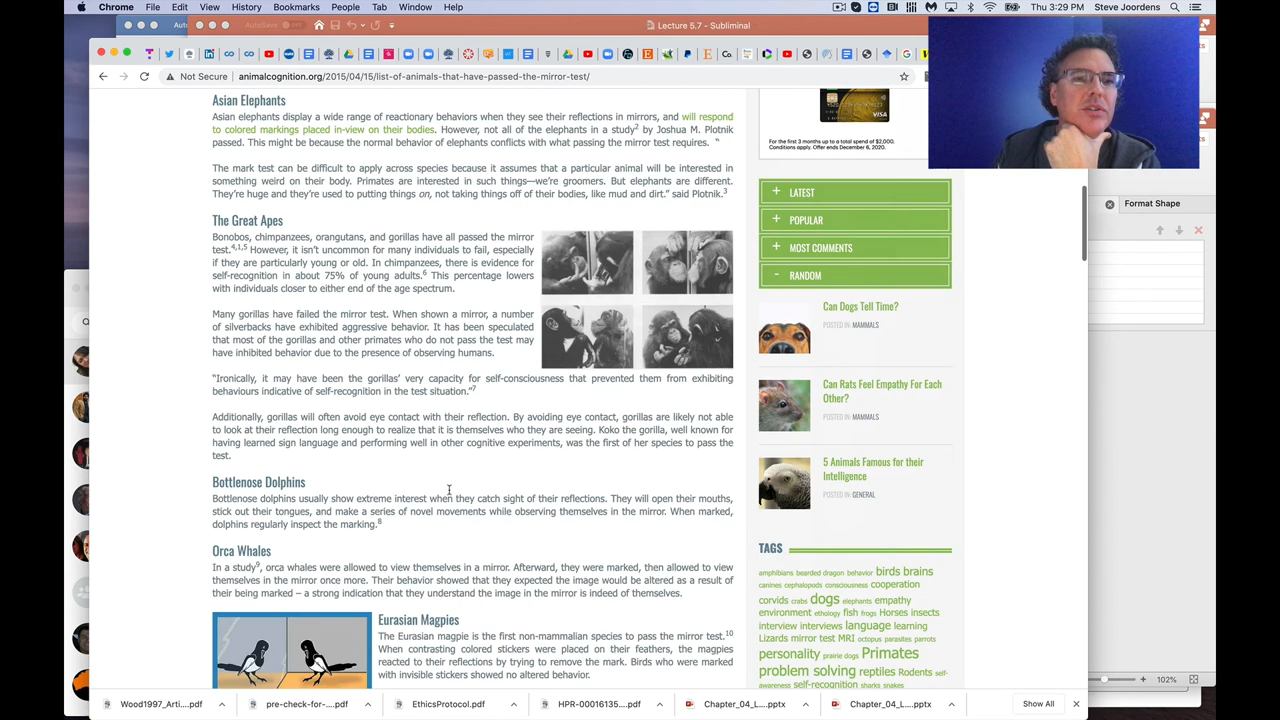 Chrome File Edit View History Bookmarks People Tab Window Help
Thu 3:29 PM Steve Joordens
AutoSave OFF
Lecture 5.7 - Subliminal
Not Secure animalcognition.org/2015/04/15/list-of-animals-that-have-passed-the-mirror-test/
Asian Elephants
Asian elephants display a wide range of reactionary behaviors when they see their reflections in mirrors, and will respond
to colored markings placed in-view on their bodies. However, not all of the elephants in a study2 by Joshua M. Plotnik
passed. This might be because the normal behavior of elephants conflicts with what passing the mirror test requires. “
The mark test can be difficult to apply across species because it assumes that a particular animal will be interested in
something weird on their body. Primates are interested in such things—we’re groomers. But elephants are different.
They’re huge and they’re used to putting things on, not taking things off of their bodies, like mud and dirt.” said Plotnik.3
The Great Apes
Bonobos, chimpanzees, orangutans, and gorillas have all passed the mirror
test.4,1,5 However, it isn’t uncommon for many individuals to fail, especially
if they are particularly young or old. In chimpanzees, there is evidence for
self-recognition in about 75% of young adults.6 This percentage lowers
with individuals closer to either end of the age spectrum.
Many gorillas have failed the mirror test. When shown a mirror, a number
of silverbacks have exhibited aggressive behavior. It has been speculated
that most of the gorillas and other primates who do not pass the test may
have inhibited behavior due to the presence of observing humans.
“Ironically, it may have been the gorillas’ very capacity for self-consciousness that prevented them from exhibiting
behaviours indicative of self-recognition in the test situation.”7
Additionally, gorillas will often avoid eye contact with their reflection. By avoiding eye contact, gorillas are likely not able
to look at their reflection long enough to realize that it is themselves who they are seeing. Koko the gorilla, well known for
having learned sign language and performing well in other cognitive experiments, was the first of her species to pass the
test.
Bottlenose Dolphins
Bottlenose dolphins usually show extreme interest when they catch sight of their reflections. They will open their mouths,
stick out their tongues, and make a series of novel movements while observing themselves in the mirror. When marked,
dolphins regularly inspect the marking.8
Orca Whales
In a study9, orca whales were allowed to view themselves in a mirror. Afterward, they were marked, then allowed to view
themselves in the mirror once more. Their behavior showed that they expected the image would be altered as a result of
their being marked – a strong indication that they understand the image in the mirror is indeed of themselves.
Eurasian Magpies
The Eurasian magpie is the first non-mammalian species to pass the mirror test.10
When contrasting colored stickers were placed on their feathers, the magpies
reacted to their reflections by trying to remove the mark. Birds who were marked
with invisible stickers showed no altered behavior.
VISA
For the first 3 months up to a total spend of $2,000.
Conditions apply. Offer ends December 6, 2020.
+ LATEST
+ POPULAR
+ MOST COMMENTS
- RANDOM
Can Dogs Tell Time?
POSTED IN: MAMMALS
Can Rats Feel Empathy For Each
Other?
POSTED IN: MAMMALS
5 Animals Famous for their
Intelligence
POSTED IN: GENERAL
TAGS
amphibians bearded dragon behavior birds brains
canines cephalopods consciousness cooperation
corvids crabs dogs elephants empathy
environment ethology fish frogs Horses insects
interview interviews language learning
Lizards mirror test MRI octopus parasites parrots
personality prairie dogs Primates
problem solving reptiles Rodents self-
awareness self-recognition sharks snakes
Format Shape
102%
Wood1997_Arti....pdf
pre-check-for-....pdf
EthicsProtocol.pdf
HPR-00016135....pdf
Chapter_04_L....pptx
Chapter_04_L....pptx
Show All